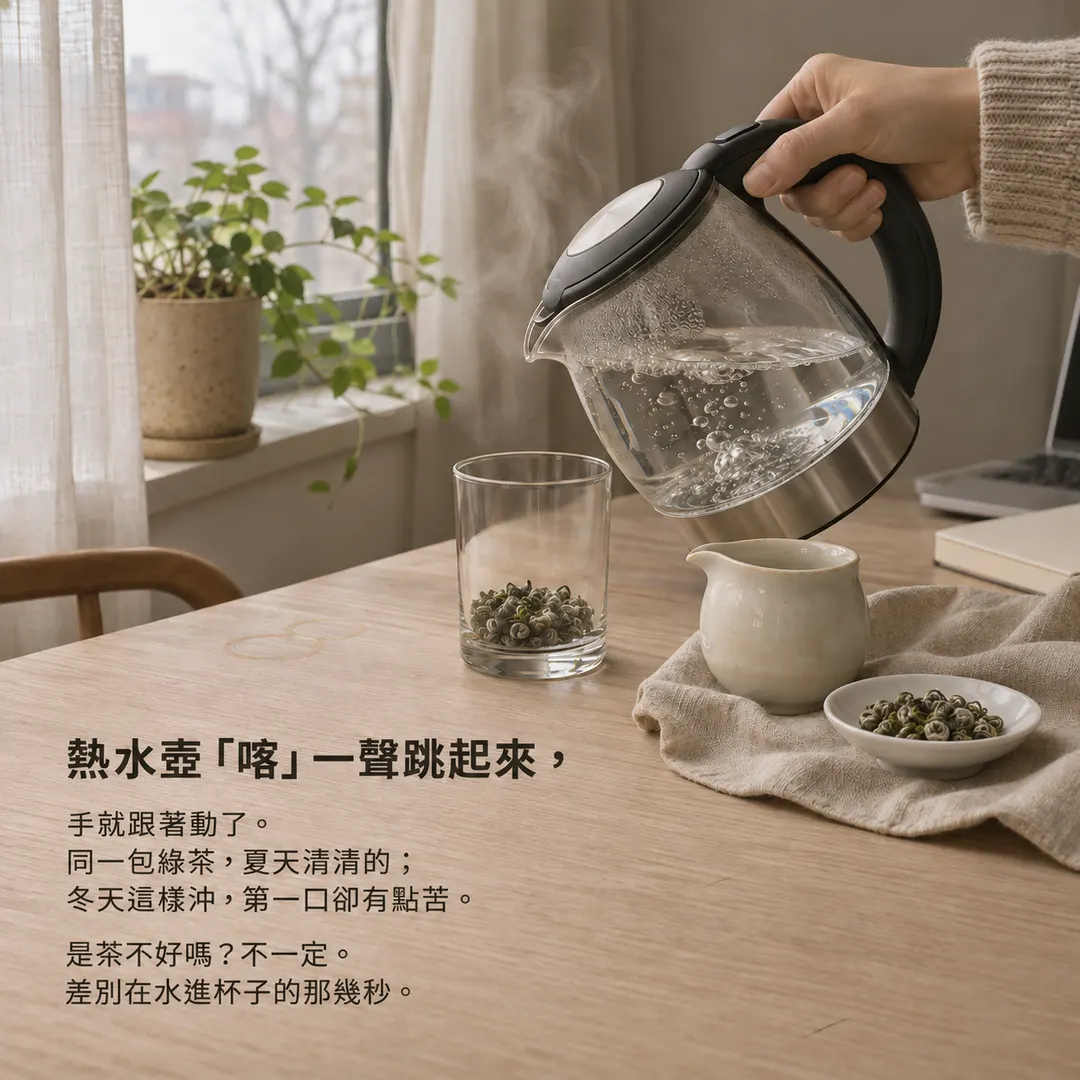 熱水壺「喀」一聲跳起來，
手就跟著動了。
同一包綠茶，夏天清清的；
冬天這樣沖，第一口卻有點苦。
是茶不好嗎？不一定。
差別在水進杯子的那幾秒。